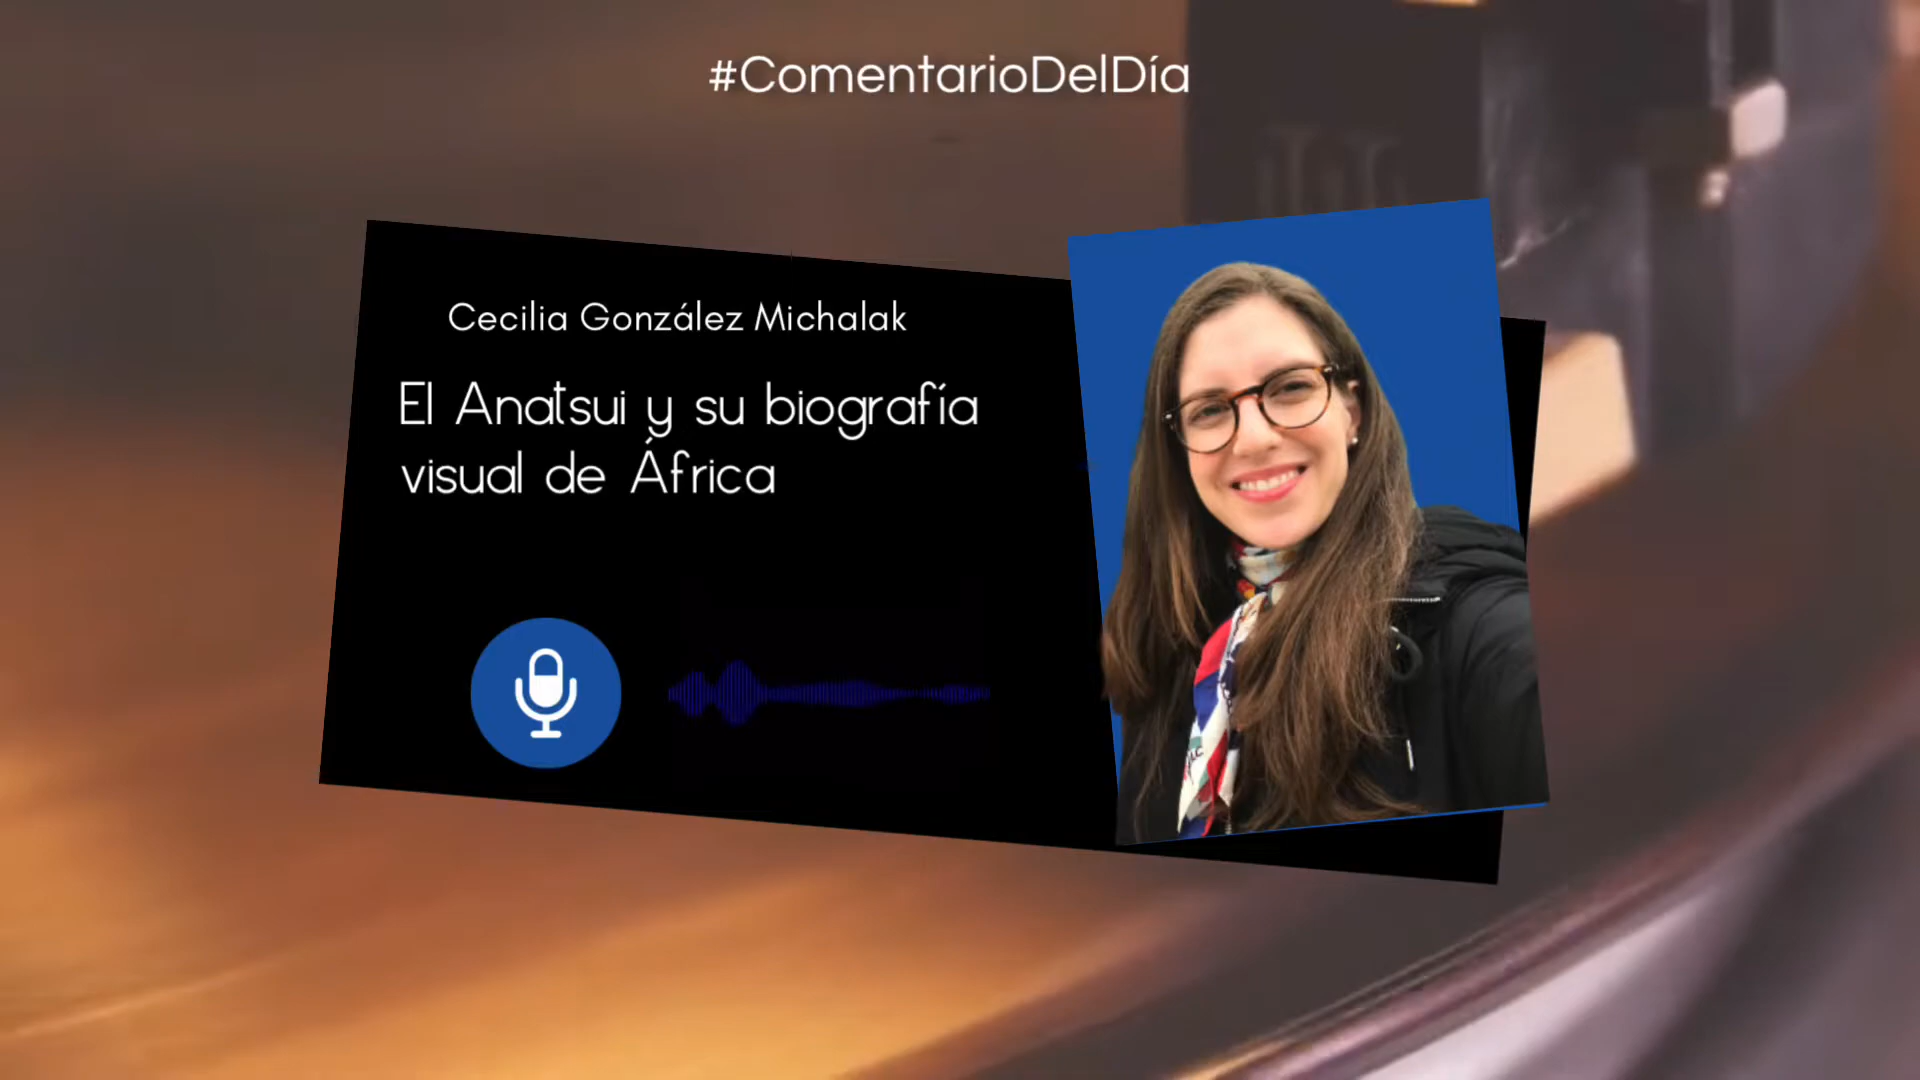 #ComentarioDelDía
Cecilia González Michalak
El Anatsui y su biografía
visual de África